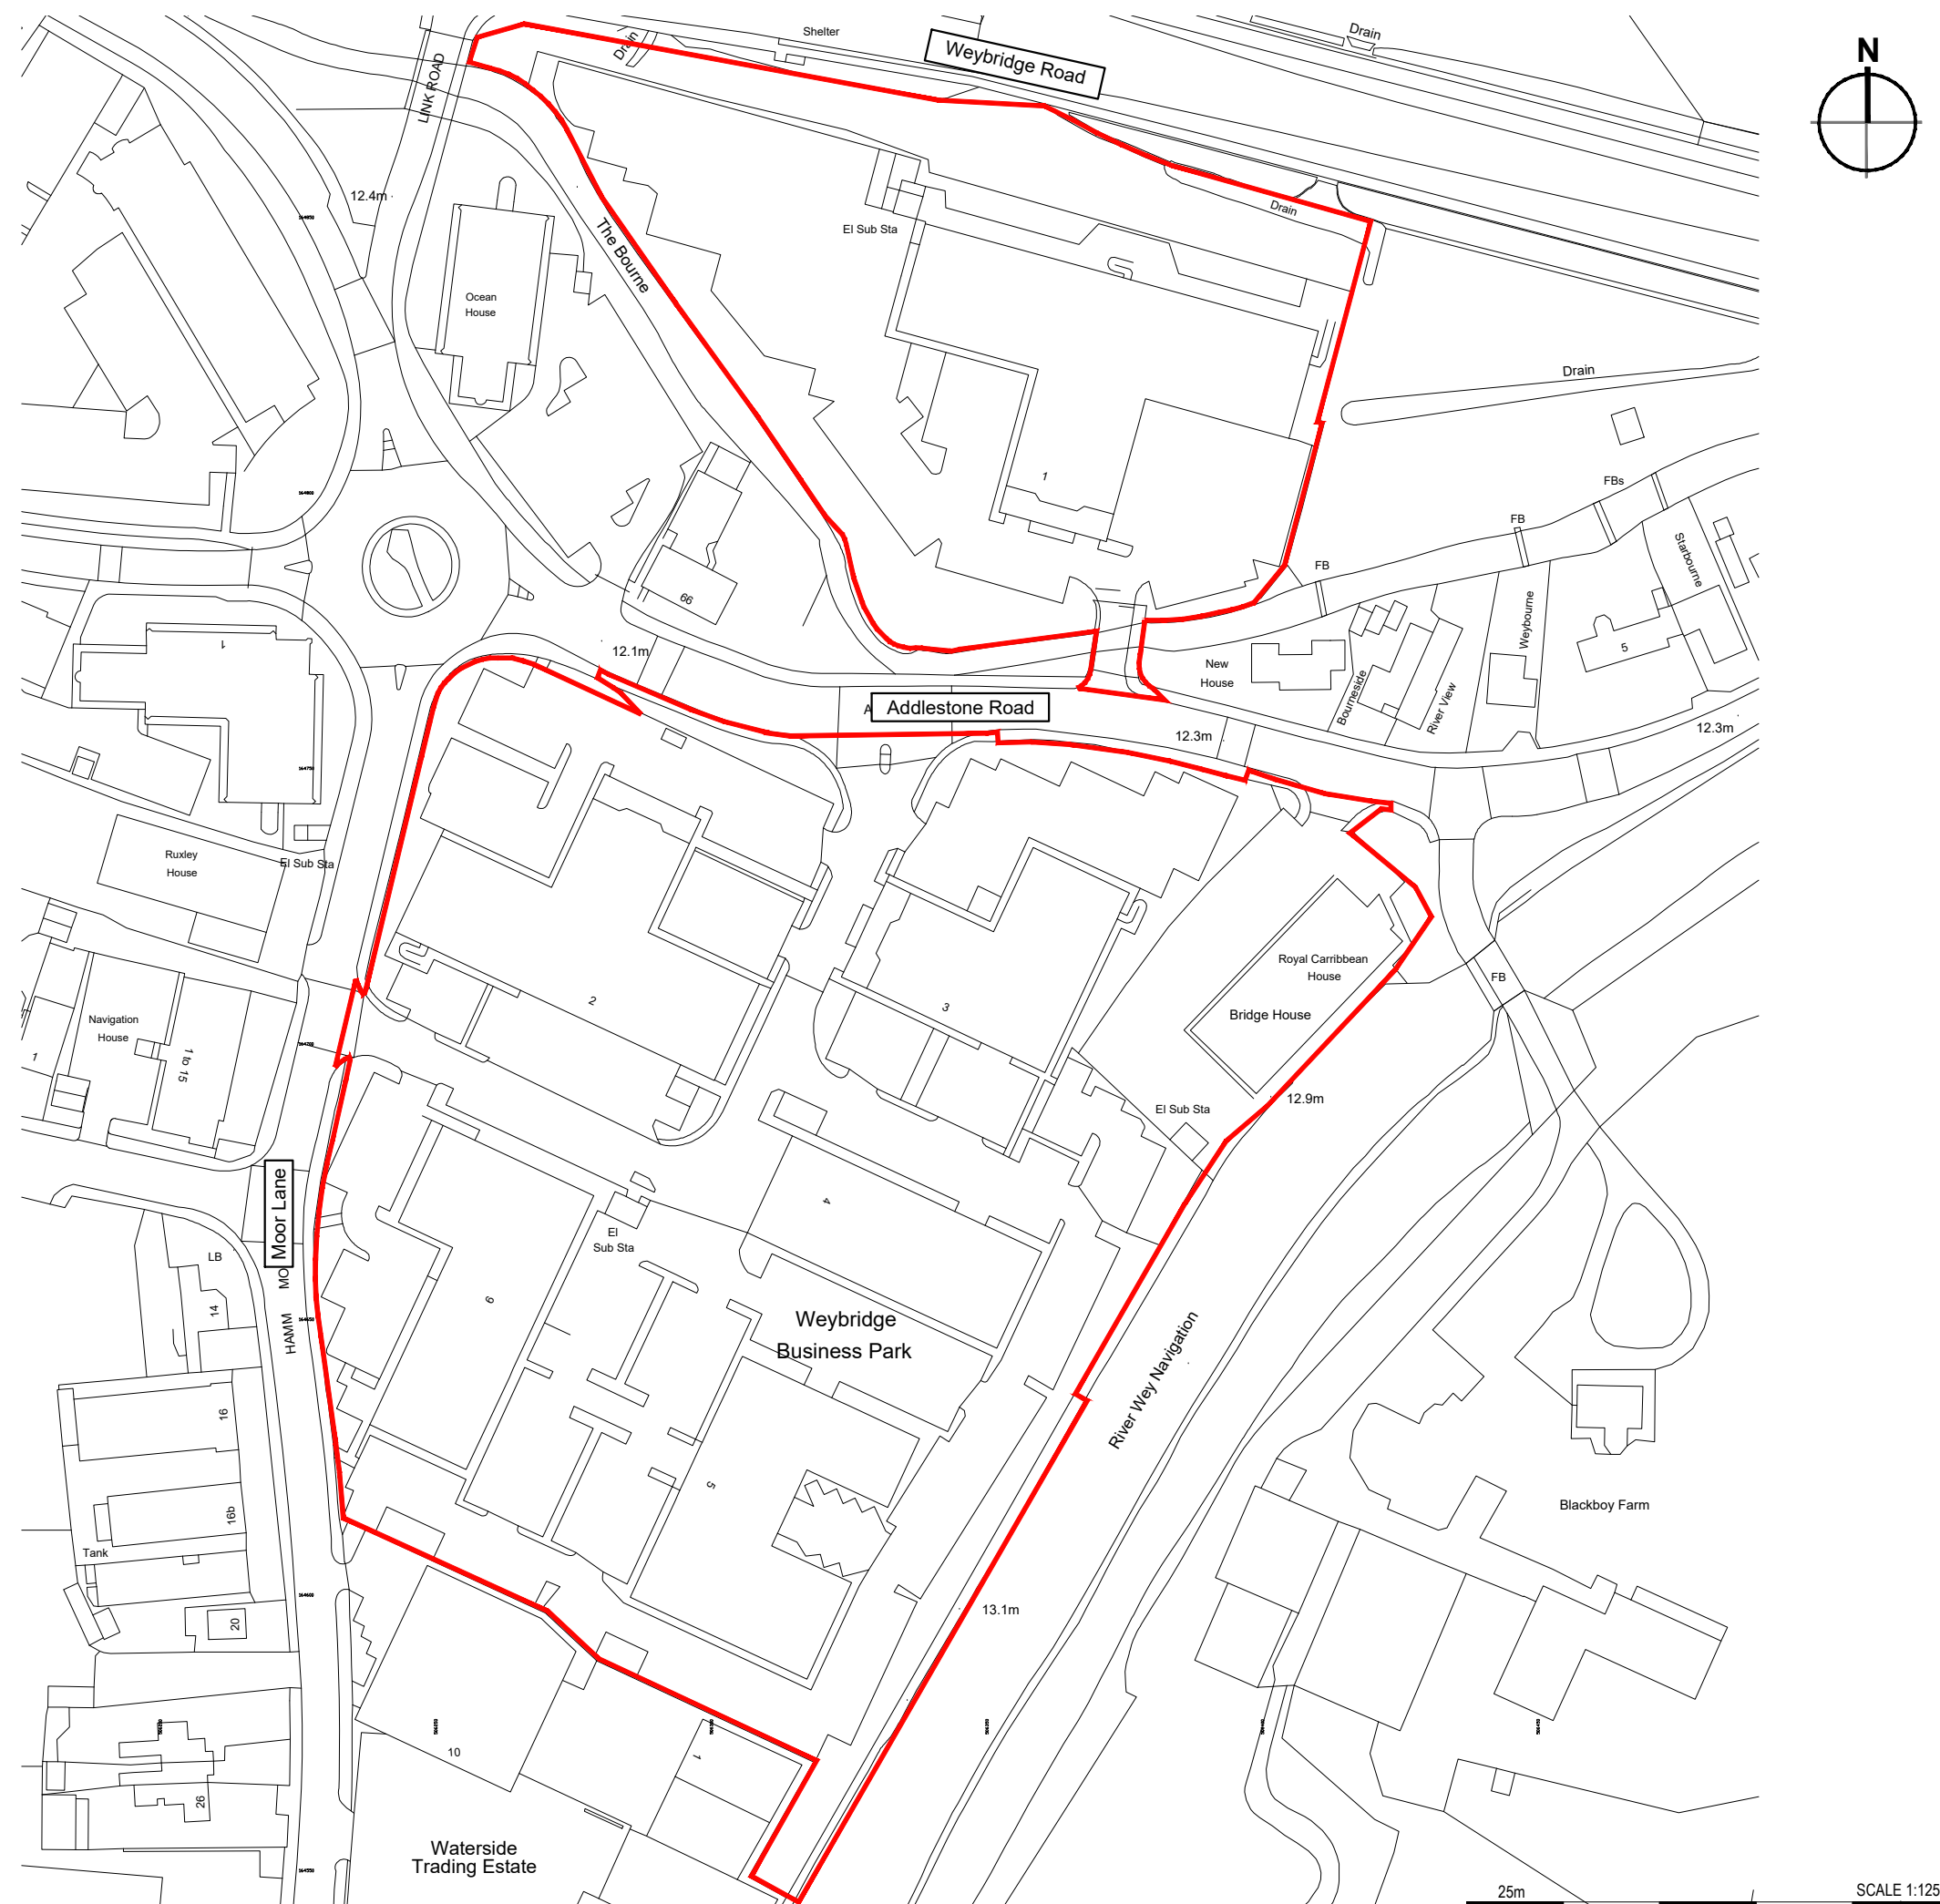 Shelter
Drain
Weybridge Road
Drain
N
LINK ROAD
12.4m
The Bourne
El Sub Sta
Drain
Ocean
House
Drain
1
FBs
FB
FB
Starbourne
66
Weybourne
1
12.1m
New
House
5
Bourneside
River View
Addlestone Road
12.3m
12.3m
Ruxley
House
El Sub Sta
Royal Carribbean
House
FB
2
3
Bridge House
Navigation
House
1
1 to 15
12.9m
El Sub Sta
Moor Lane
4
El
Sub Sta
LB
MO
HAMM
14
9
Weybridge
Business Park
River Wey Navigation
16
5
16b
Blackboy Farm
Tank
20
13.1m
10
1
26
Waterside
Trading Estate
25m
SCALE 1:125